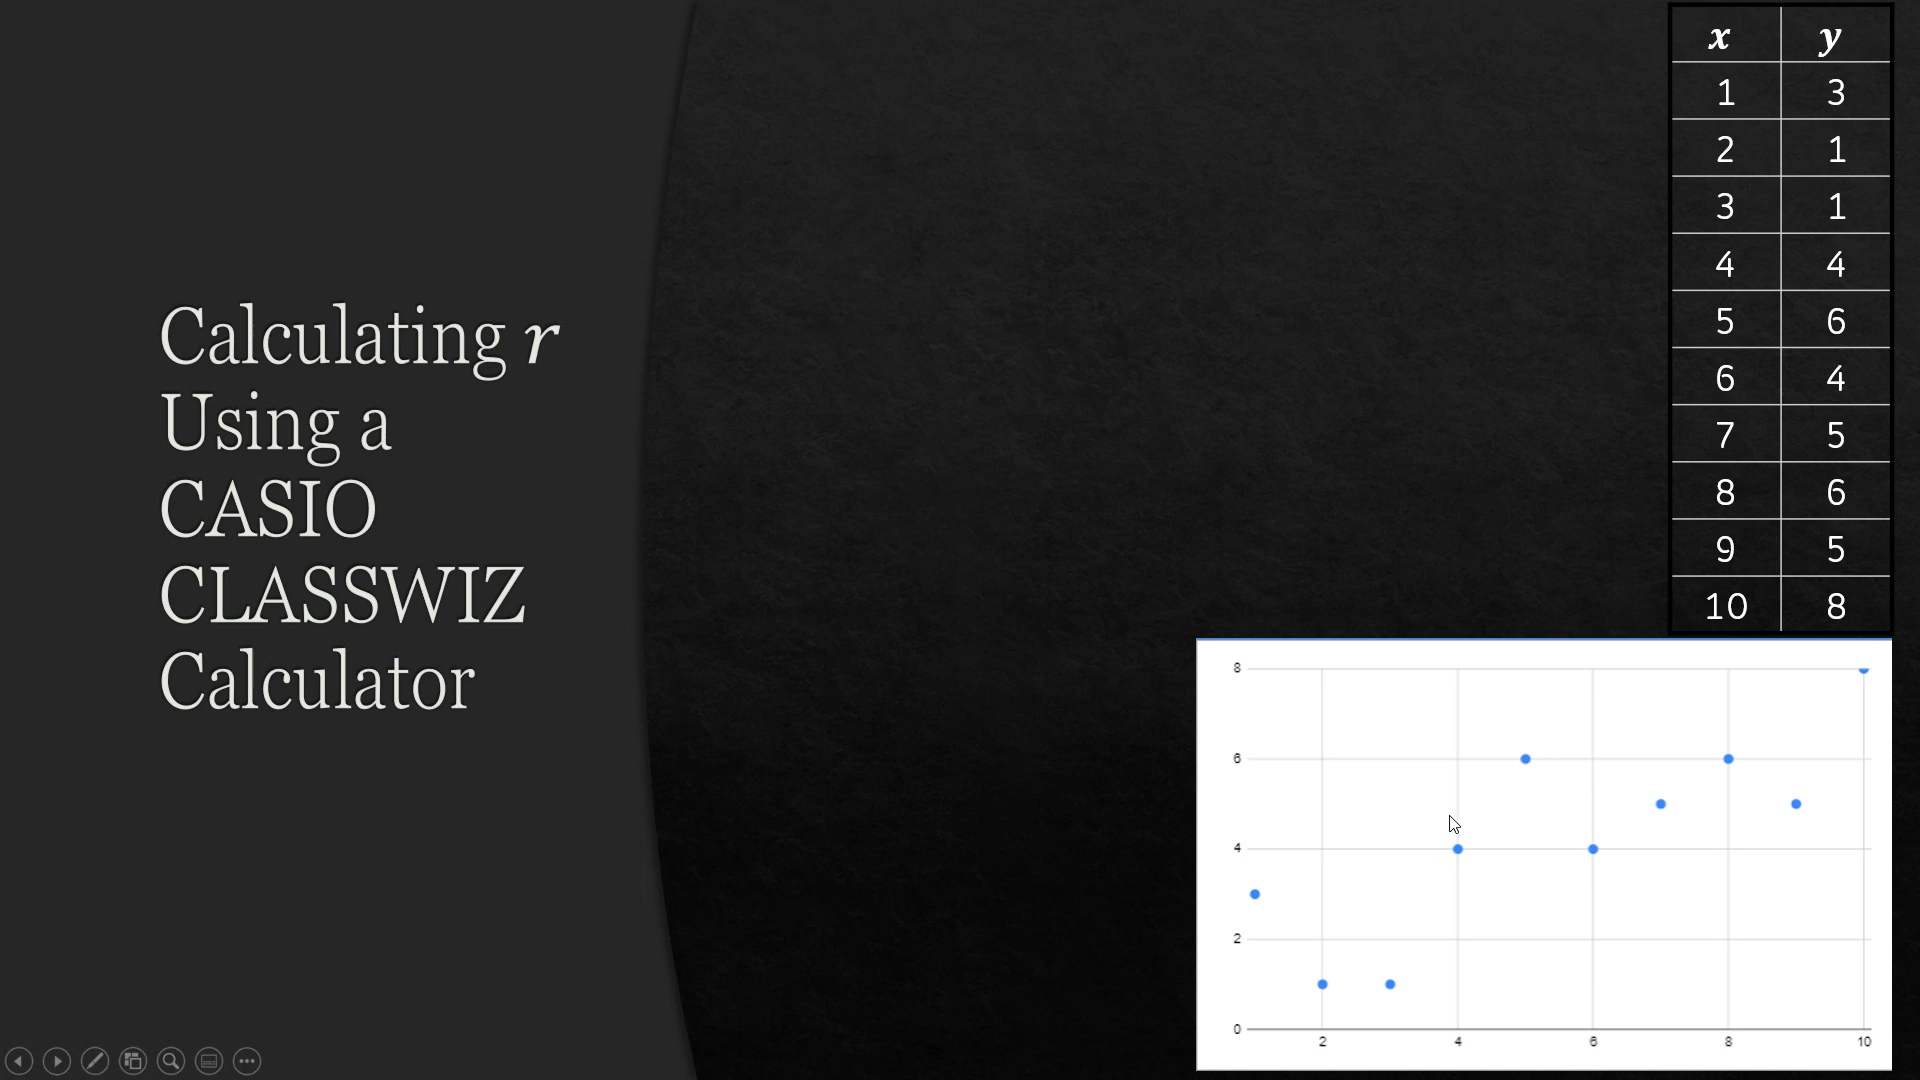 Calculating r
Using a
CASIO
CLASSWIZ
Calculator
x y
1 3
2 1
3 1
4 4
5 6
6 4
7 5
8 6
9 5
10 8
8
6
4
2
0
2 4 6 8 10